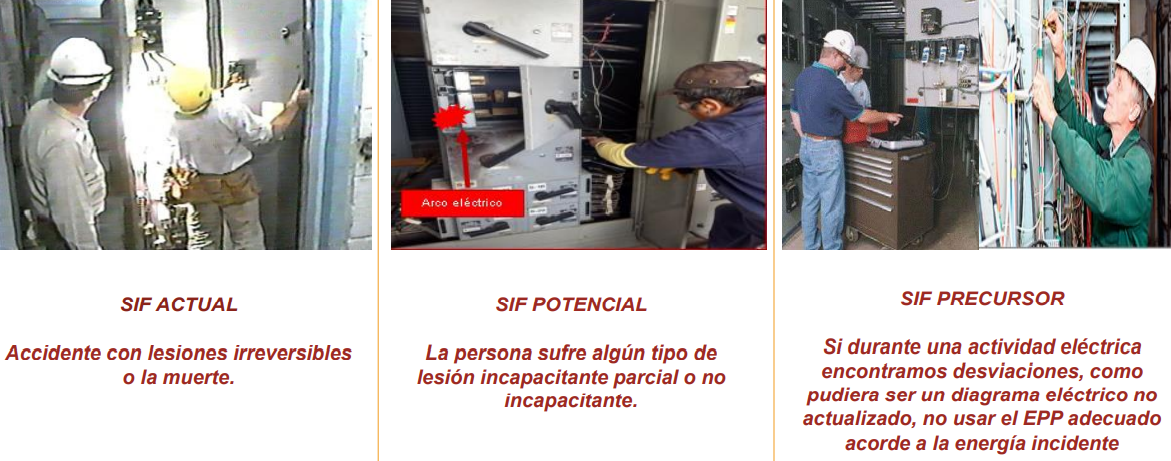 Arco eléctrico
SIF ACTUAL
Accidente con lesiones irreversibles
o la muerte.
SIF POTENCIAL
La persona sufre algún tipo de
lesión incapacitante parcial o no
incapacitante.
SIF PRECURSOR
Si durante una actividad eléctrica
encontramos desviaciones, como
pudiera ser un diagrama eléctrico no
actualizado, no usar el EPP adecuado
acorde a la energía incidente